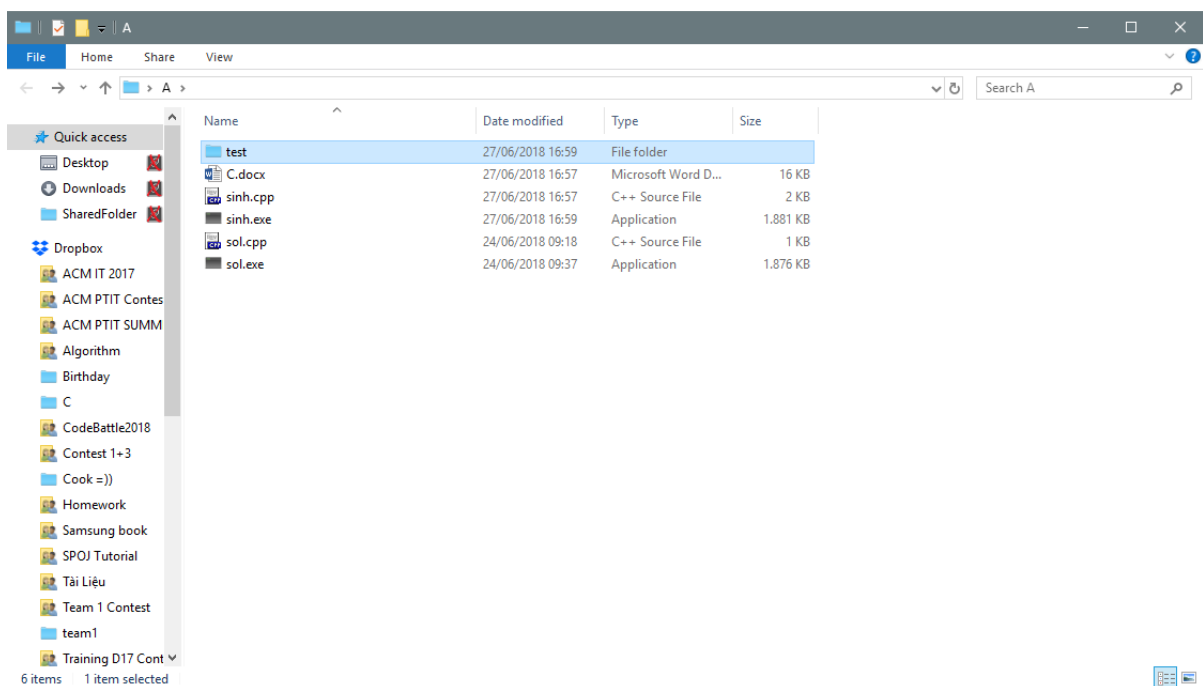 A
File Home Share View
A Search A
Name Date modified Type Size
Quick access
Desktop
Downloads
SharedFolder
Dropbox
ACM IT 2017
ACM PTIT Contes
ACM PTIT SUMM
Algorithm
Birthday
C
CodeBattle2018
Contest 1+3
Cook =))
Homework
Samsung book
SPOJ Tutorial
Tài Liệu
Team 1 Contest
team1
Training D17 Cont
test 27/06/2018 16:59 File folder
C.docx 27/06/2018 16:57 Microsoft Word D... 16 KB
sinh.cpp 27/06/2018 16:57 C++ Source File 2 KB
sinh.exe 27/06/2018 16:59 Application 1.881 KB
sol.cpp 24/06/2018 09:18 C++ Source File 1 KB
sol.exe 24/06/2018 09:37 Application 1.876 KB
6 items 1 item selected